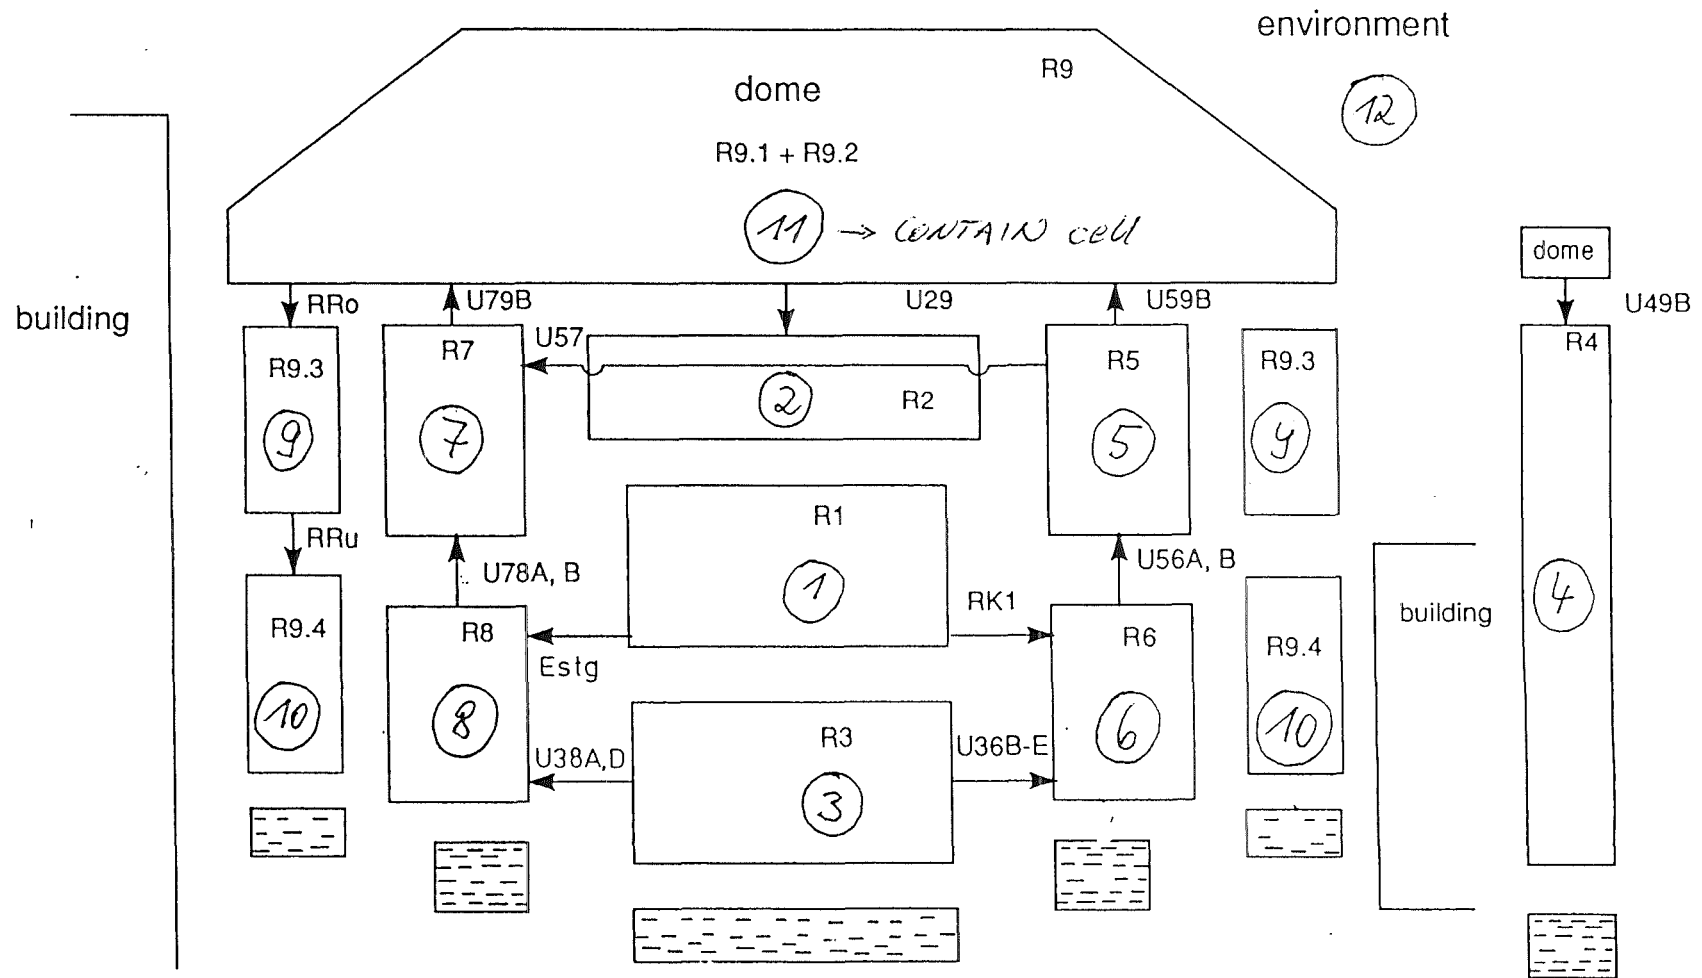 environment
R9
dome
12
R9.1 + R9.2
11 → CONTAIN cell
dome
RRo
U79B
U29
U59B
U49B
building
U57
R7
R5
R4
R9.3
R9.3
2
R2
9
7
5
9
R1
RRu
U78A, B
U56A, B
1
RK1
4
building
R9.4
R8
R6
R9.4
Estg
10
8
6
10
R3
U38A,D
U36B-E
3